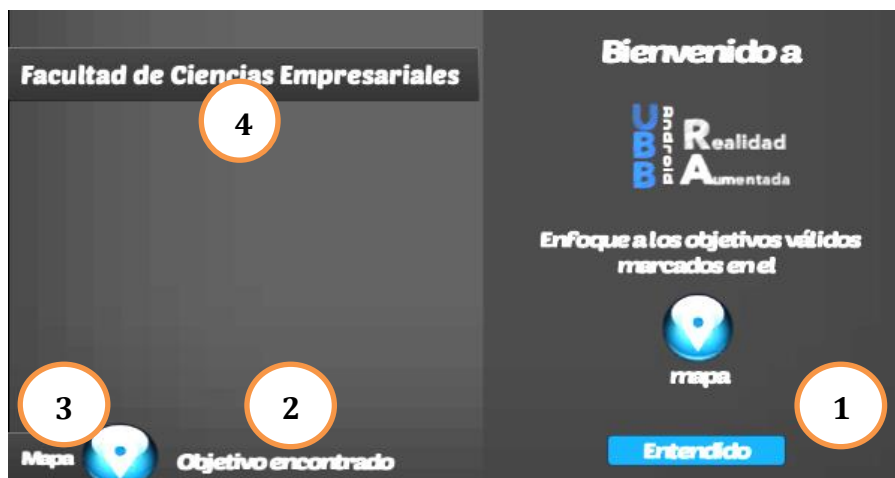 Facultad de Ciencias Empresariales
4
3
2
Mapa
Objetivo encontrado
Bienvenido a
UBB
Android
Realidad
Aumentada
Enfoque a los objetivos válidos
marcados en el
mapa
1
Entendido